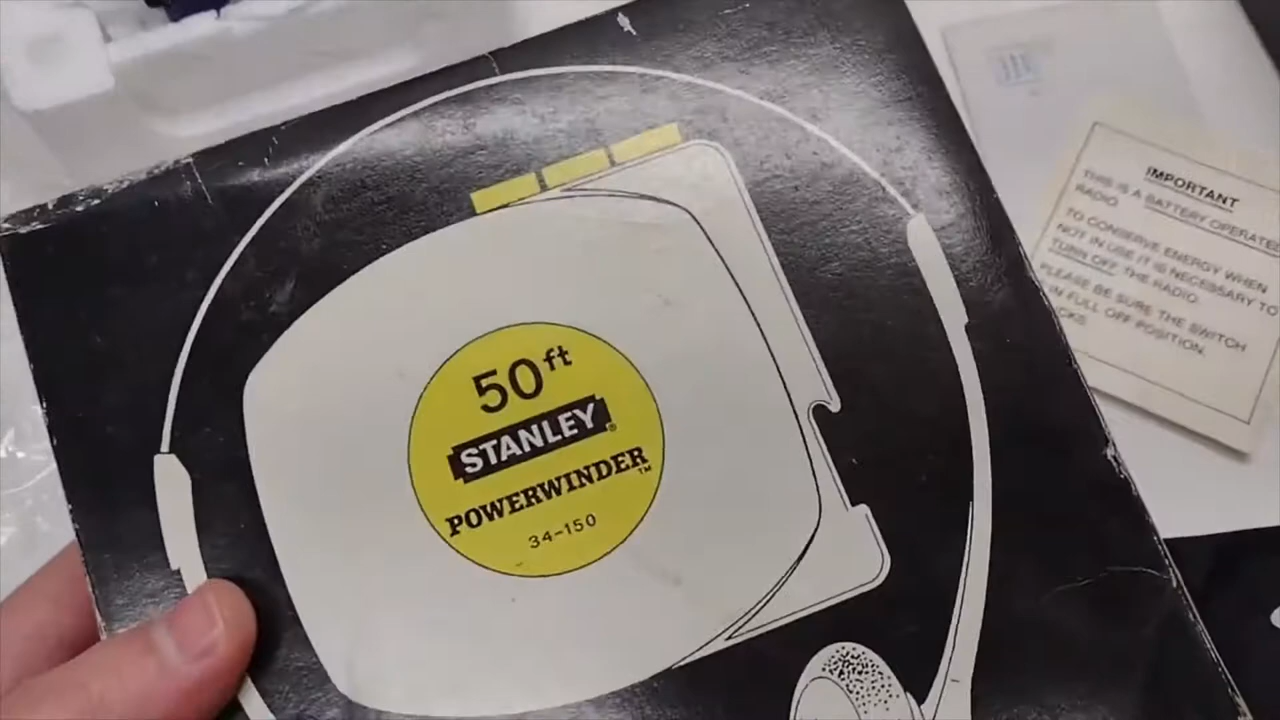 50ft
STANLEY®
POWERWINDER™
34-150
IMPORTANT
THIS IS A BATTERY OPERATED
RADIO
TO CONSERVE ENERGY WHEN
NOT IN USE IT IS NECESSARY TO
TURN OFF THE RADIO.
PLEASE BE SURE THE SWITCH
IN FULL OFF POSITION.